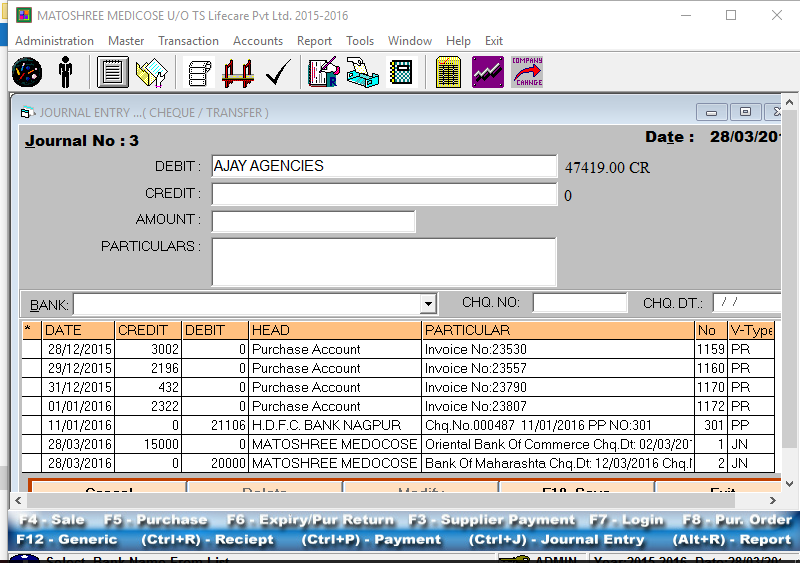 MATOSHREE MEDICOSE U/O TS Lifecare Pvt Ltd. 2015-2016
Administration Master Transaction Accounts Report Tools Window Help Exit
COMPANY CHANGE
JOURNAL ENTRY ...( CHEQUE / TRANSFER )
Journal No : 3 Date : 28/03/201
DEBIT : AJAY AGENCIES 47419.00 CR
CREDIT : 0
AMOUNT :
PARTICULARS :
BANK: CHQ. NO: CHQ. DT.: / /
* DATE CREDIT DEBIT HEAD PARTICULAR No V-Type
28/12/2015 3002 0 Purchase Account Invoice No:23530 1159 PR
29/12/2015 2196 0 Purchase Account Invoice No:23557 1160 PR
31/12/2015 432 0 Purchase Account Invoice No:23790 1170 PR
01/01/2016 2322 0 Purchase Account Invoice No:23807 1172 PR
11/01/2016 0 21106 H.D.F.C. BANK NAGPUR Chq.No.000487 11/01/2016 PP NO:301 301 PP
28/03/2016 15000 0 MATOSHREE MEDOCOSE Oriental Bank Of Commerce Chq.Dt: 02/03/201 1 JN
28/03/2016 0 20000 MATOSHREE MEDOCOSE Bank Of Maharashta Chq.Dt: 12/03/2016 Chq.N 2 JN
Cancel Delete Modify F10-Save Exit
F4 - Sale F5 - Purchase F6 - Expiry/Pur Return F3 - Supplier Payment F7 - Login F8 - Pur. Order
F12 - Generic (Ctrl+R) - Reciept (Ctrl+P) - Payment (Ctrl+J) - Journal Entry (Alt+R) - Report
Select Bank Name From List ADMIN Year:2015-2016 Date:28/03/201